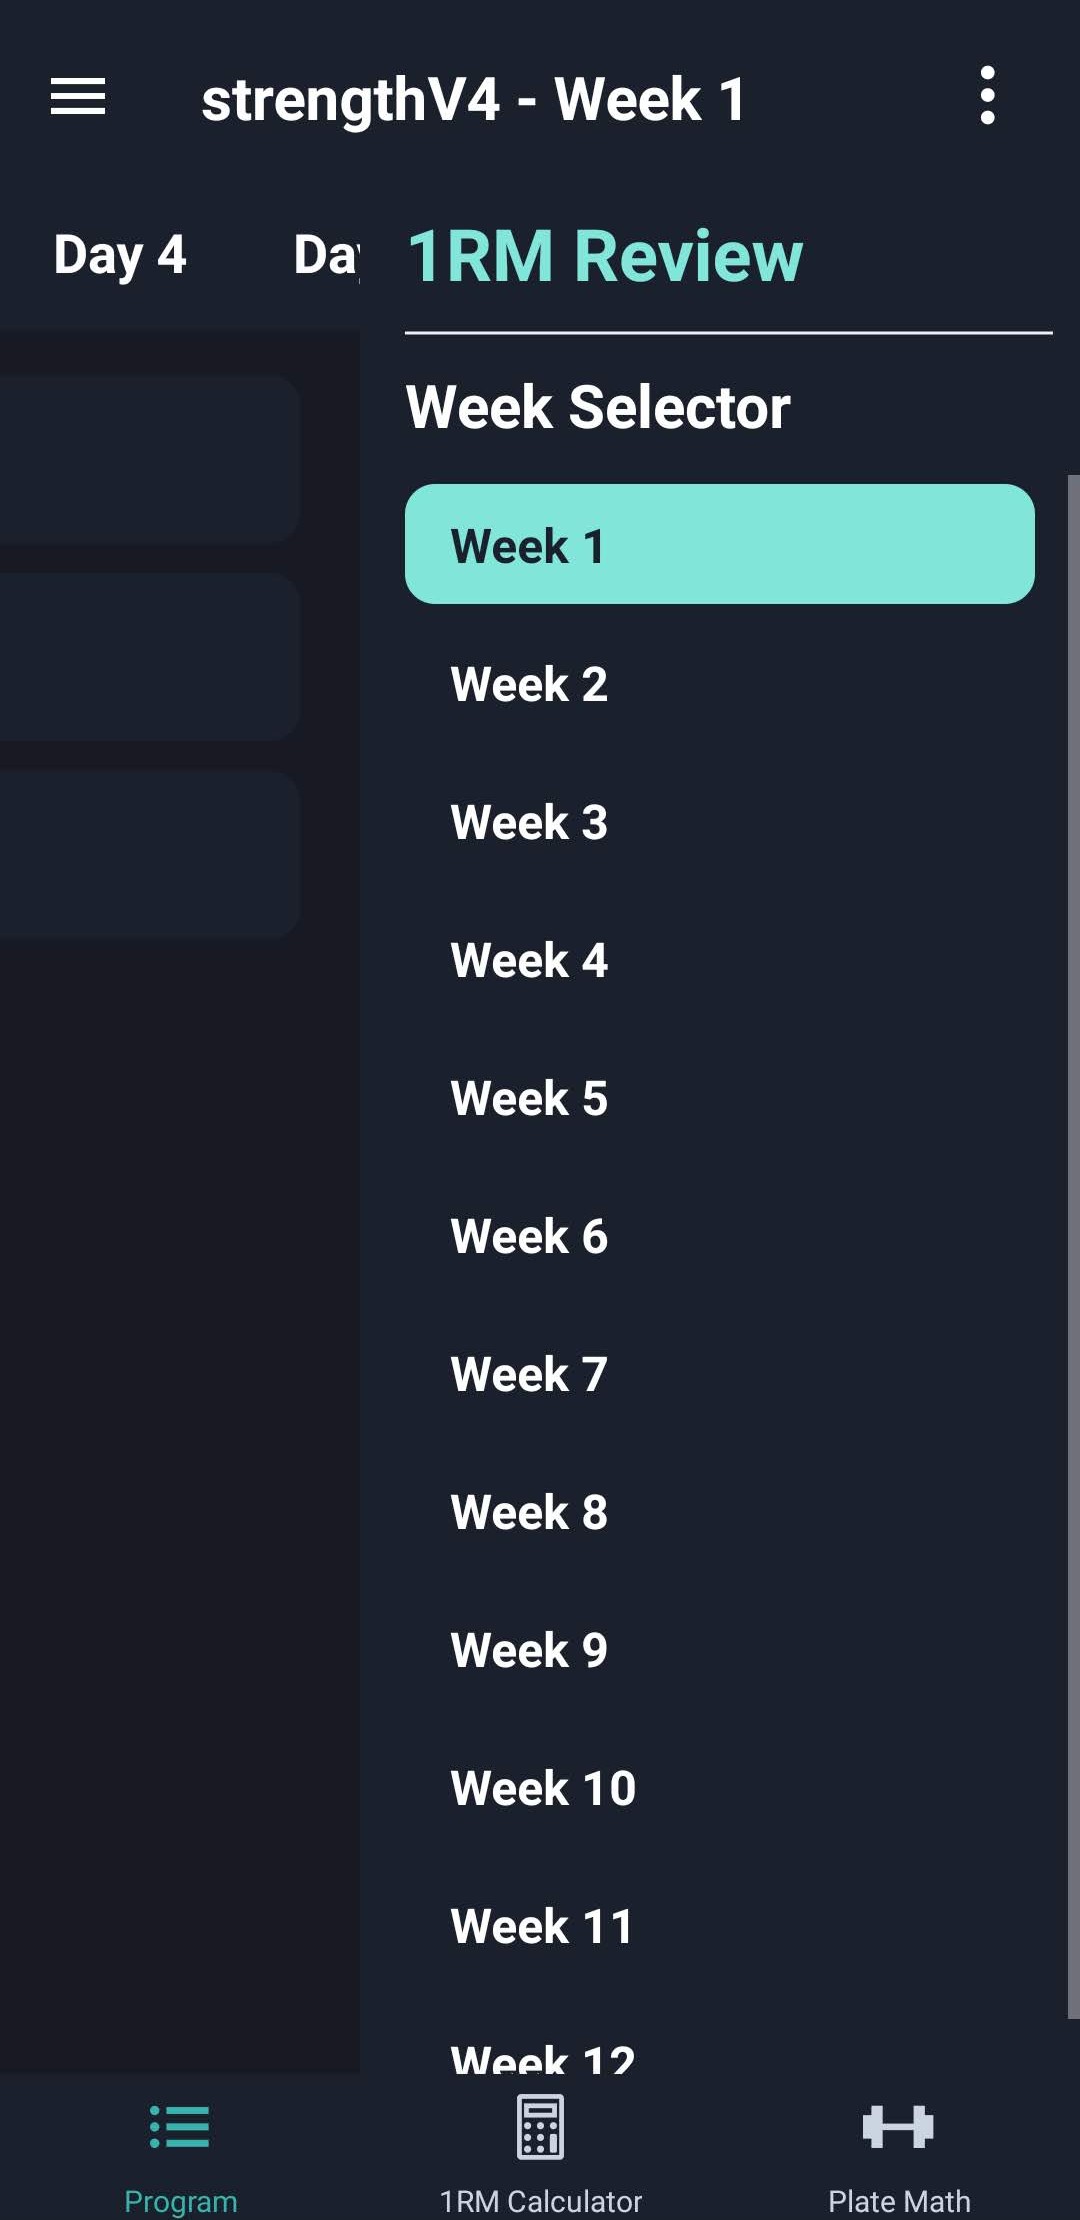 strengthV4 - Week 1
Day 4
1RM Review
Week Selector
Week 1
Week 2
Week 3
Week 4
Week 5
Week 6
Week 7
Week 8
Week 9
Week 10
Week 11
Week 12
Program
1RM Calculator
Plate Math